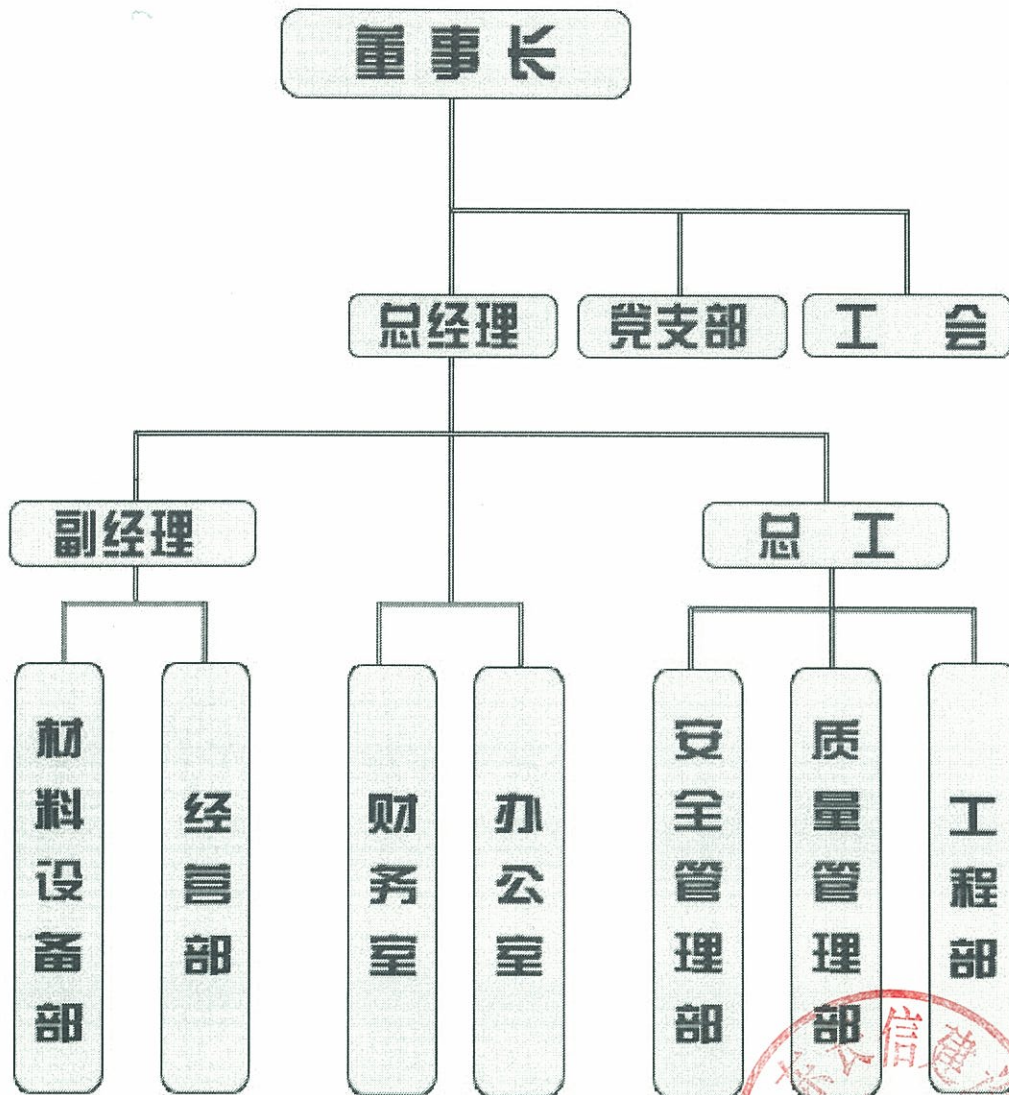 董事长
总经理
党支部
工 会
副经理
总 工
材料设备部
经营部
财务室
办公室
安全管理部
质量管理部
工程部
信建